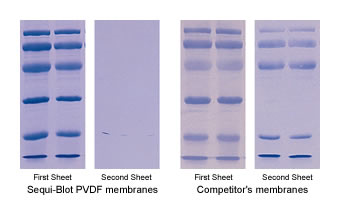 First Sheet Second Sheet First Sheet Second Sheet
Sequi-Blot PVDF membranes Competitor's membranes